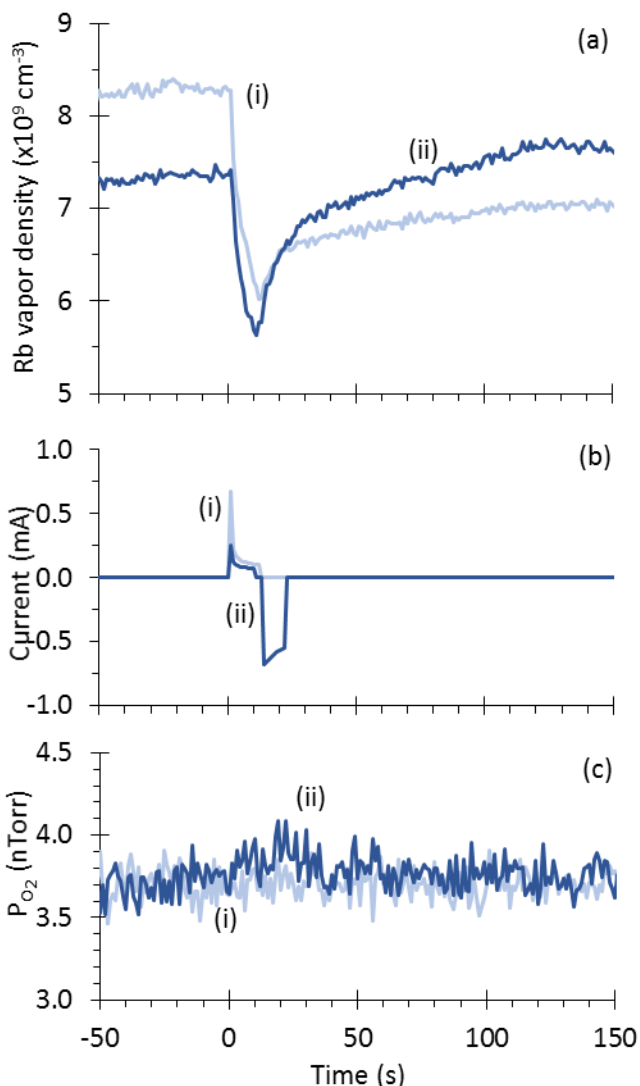 (a)
Rb vapor density (x10⁹ cm⁻³)
9
8
7
6
5
(i)
(ii)
(b)
Current (mA)
1.0
0.5
0.0
-0.5
-1.0
(i)
(ii)
(c)
P_O₂ (nTorr)
4.5
4.0
3.5
3.0
(ii)
(i)
-50 0 50 100 150
Time (s)